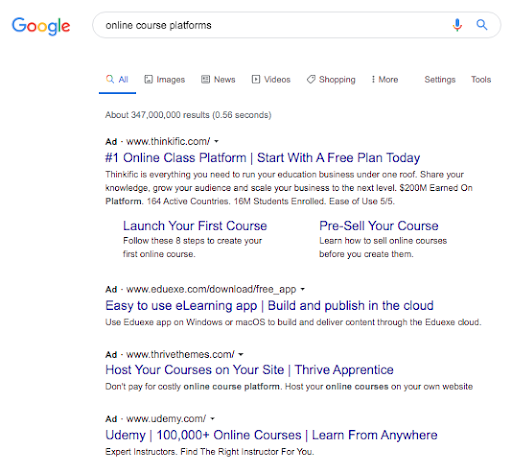 Google
online course platforms
All Images News Videos Shopping More Settings Tools
About 347,000,000 results (0.56 seconds)
Ad · www.thinkific.com/
#1 Online Class Platform | Start With A Free Plan Today
Thinkific is everything you need to run your education business under one roof. Share your
knowledge, grow your audience and scale your business to the next level. $200M Earned On
Platform. 164 Active Countries. 16M Students Enrolled. Ease of Use 5/5.
Launch Your First Course
Follow these 8 steps to create your
first online course.
Pre-Sell Your Course
Learn how to sell online courses
before you create them.
Ad · www.eduexe.com/download/free_app
Easy to use eLearning app | Build and publish in the cloud
Use Eduexe app on Windows or macOS to build and deliver content through the Eduexe cloud.
Ad · www.thrivethemes.com/
Host Your Courses on Your Site | Thrive Apprentice
Don't pay for costly online course platform. Host your online courses on your own website
Ad · www.udemy.com/
Udemy | 100,000+ Online Courses | Learn From Anywhere
Expert Instructors. Find The Right Instructor For You.